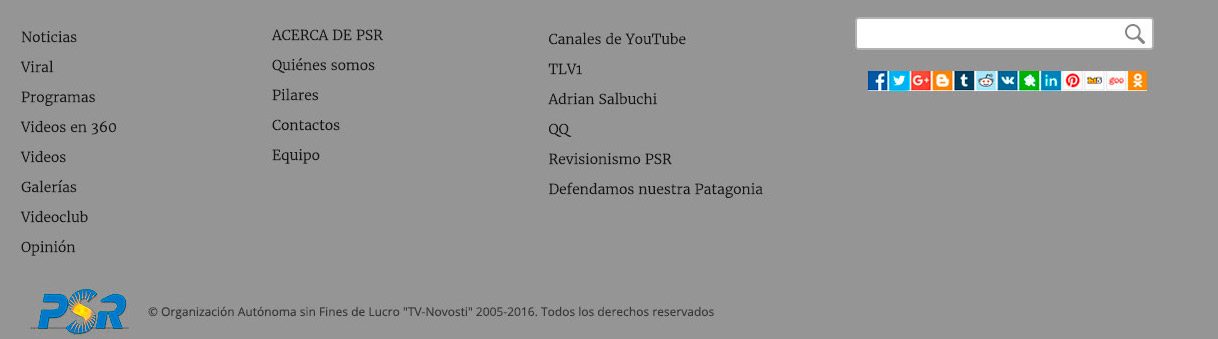 Noticias
Viral
Programas
Videos en 360
Videos
Galerías
Videoclub
Opinión
ACERCA DE PSR
Quiénes somos
Pilares
Contactos
Equipo
Canales de YouTube
TLV1
Adrian Salbuchi
QQ
Revisionismo PSR
Defendamos nuestra Patagonia
PSR
© Organización Autónoma sin Fines de Lucro "TV-Novosti" 2005-2016. Todos los derechos reservados